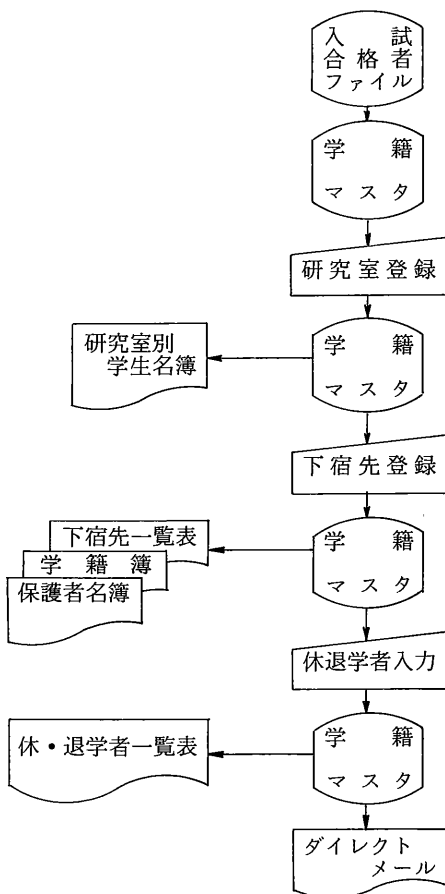 入試
合格者
ファイル
学籍
マスタ
研究室登録
研究室別
学生名簿
学籍
マスタ
下宿先登録
下宿先一覧表
学籍簿
保護者名簿
学籍
マスタ
休退学者入力
休・退学者一覧表
学籍
マスタ
ダイレクト
メール